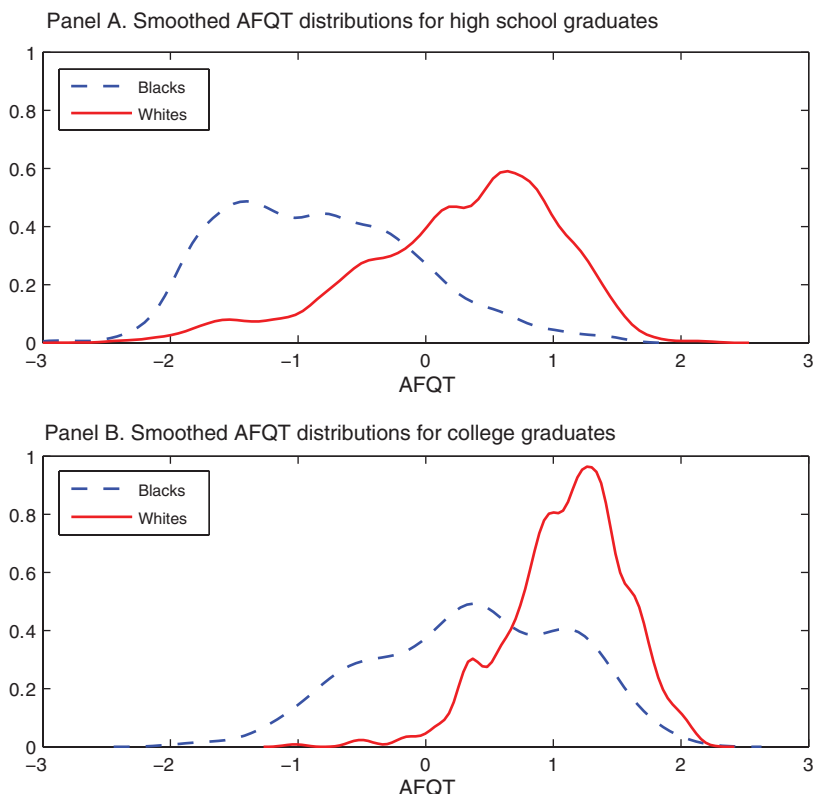 Panel A. Smoothed AFQT distributions for high school graduates
1
0.8
0.6
0.4
0.2
0
Blacks
Whites
−3 −2 −1 0 1 2 3
AFQT
Panel B. Smoothed AFQT distributions for college graduates
1
0.8
0.6
0.4
0.2
0
Blacks
Whites
−3 −2 −1 0 1 2 3
AFQT